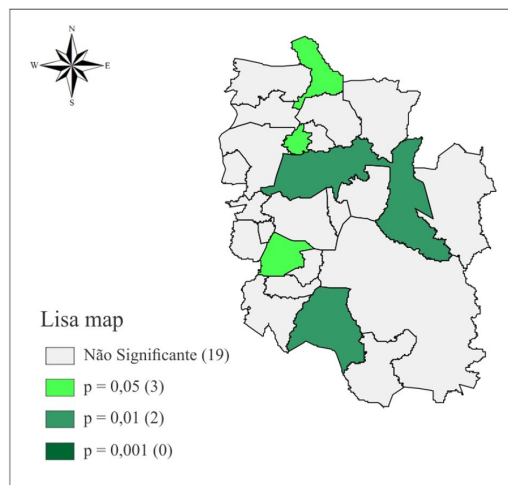 N
W E
S
Lisa map
Não Significante (19)
p = 0,05 (3)
p = 0,01 (2)
p = 0,001 (0)